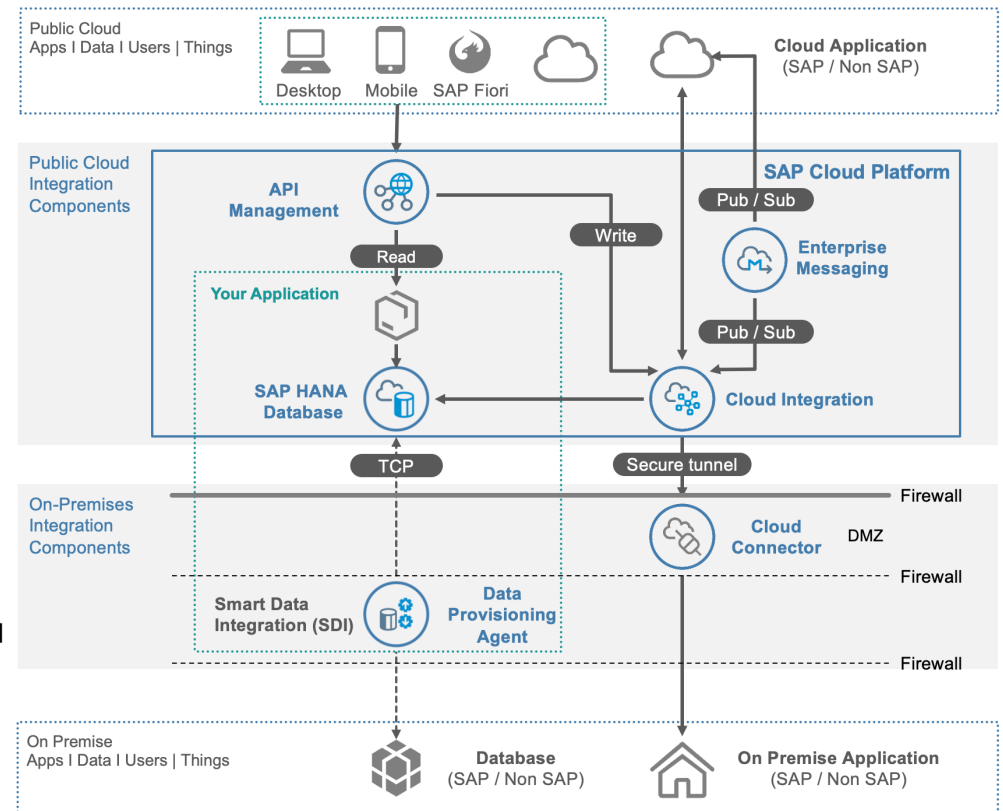 Public Cloud
Apps I Data I Users | Things
Desktop
Mobile
SAP Fiori
Cloud Application
(SAP / Non SAP)
Public Cloud
Integration
Components
SAP Cloud Platform
API
Management
Pub / Sub
Write
Enterprise
Messaging
Read
Your Application
Pub / Sub
SAP HANA
Database
Cloud Integration
TCP
Secure tunnel
On-Premises
Integration
Components
Firewall
Cloud
Connector
DMZ
Firewall
Smart Data
Integration (SDI)
Data
Provisioning
Agent
Firewall
On Premise
Apps I Data I Users | Things
Database
(SAP / Non SAP)
On Premise Application
(SAP / Non SAP)